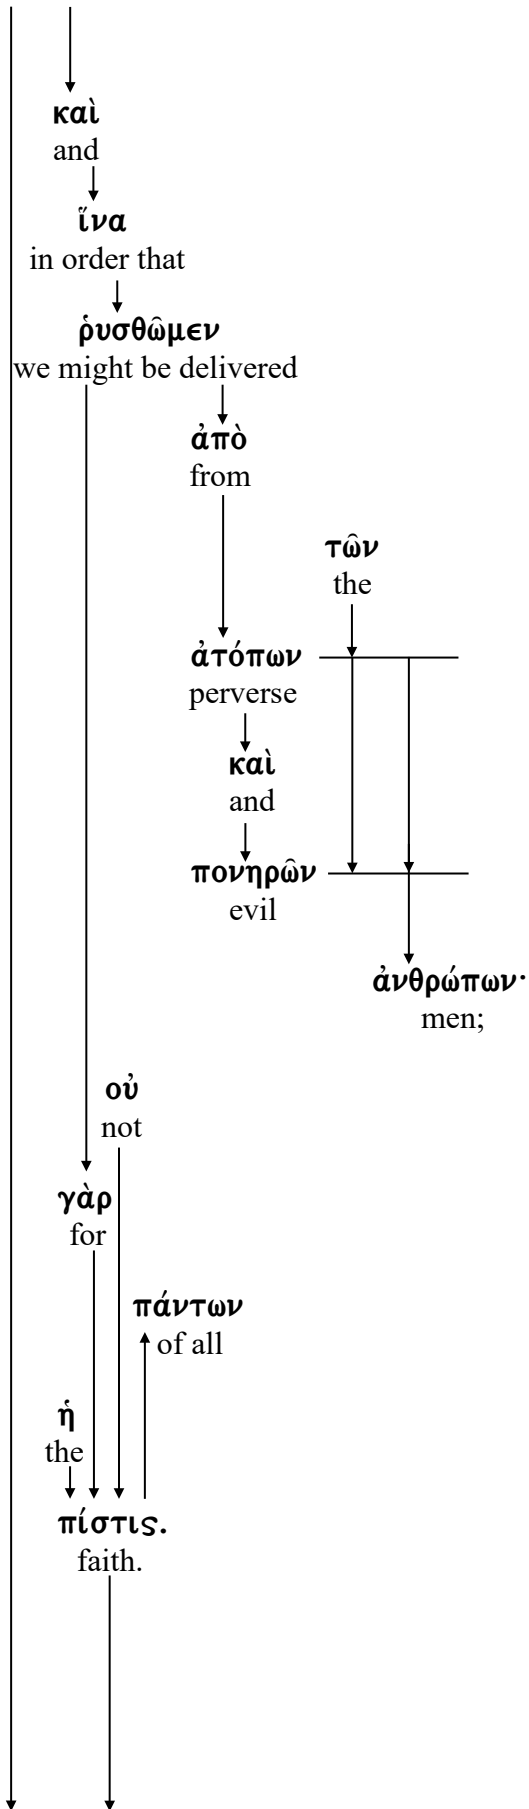 καὶ
and
ἵνα
in order that
ῥυσθῶμεν
we might be delivered
ἀπὸ
from
τῶν
the
ἀτόπων
perverse
καὶ
and
πονηρῶν
evil
ἀνθρώπων·
men;
οὐ
not
γὰρ
for
πάντων
of all
ἡ
the
πίστις.
faith.